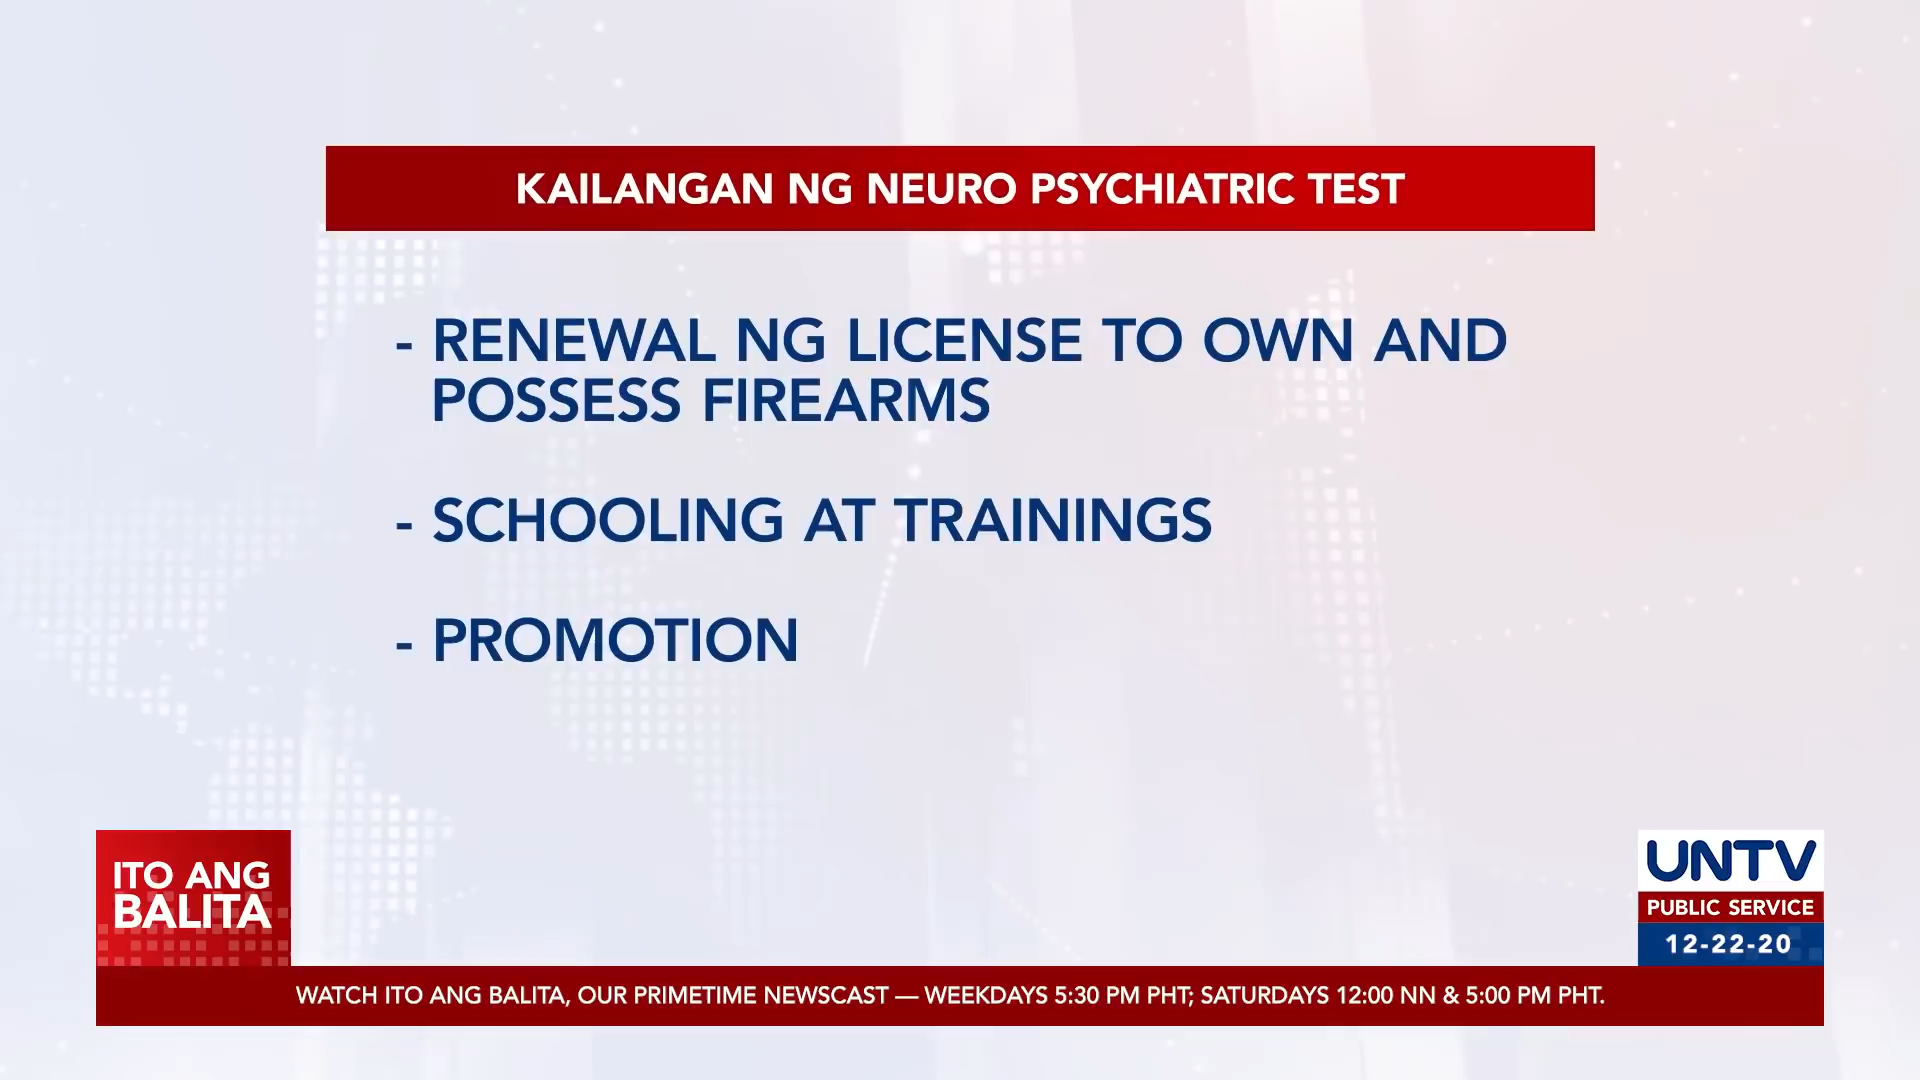 KAILANGAN NG NEURO PSYCHIATRIC TEST
- RENEWAL NG LICENSE TO OWN AND
POSSESS FIREARMS
- SCHOOLING AT TRAININGS
- PROMOTION
ITO ANG
BALITA
UNTV
PUBLIC SERVICE
12-22-20
WATCH ITO ANG BALITA, OUR PRIMETIME NEWSCAST — WEEKDAYS 5:30 PM PHT; SATURDAYS 12:00 NN & 5:00 PM PHT.